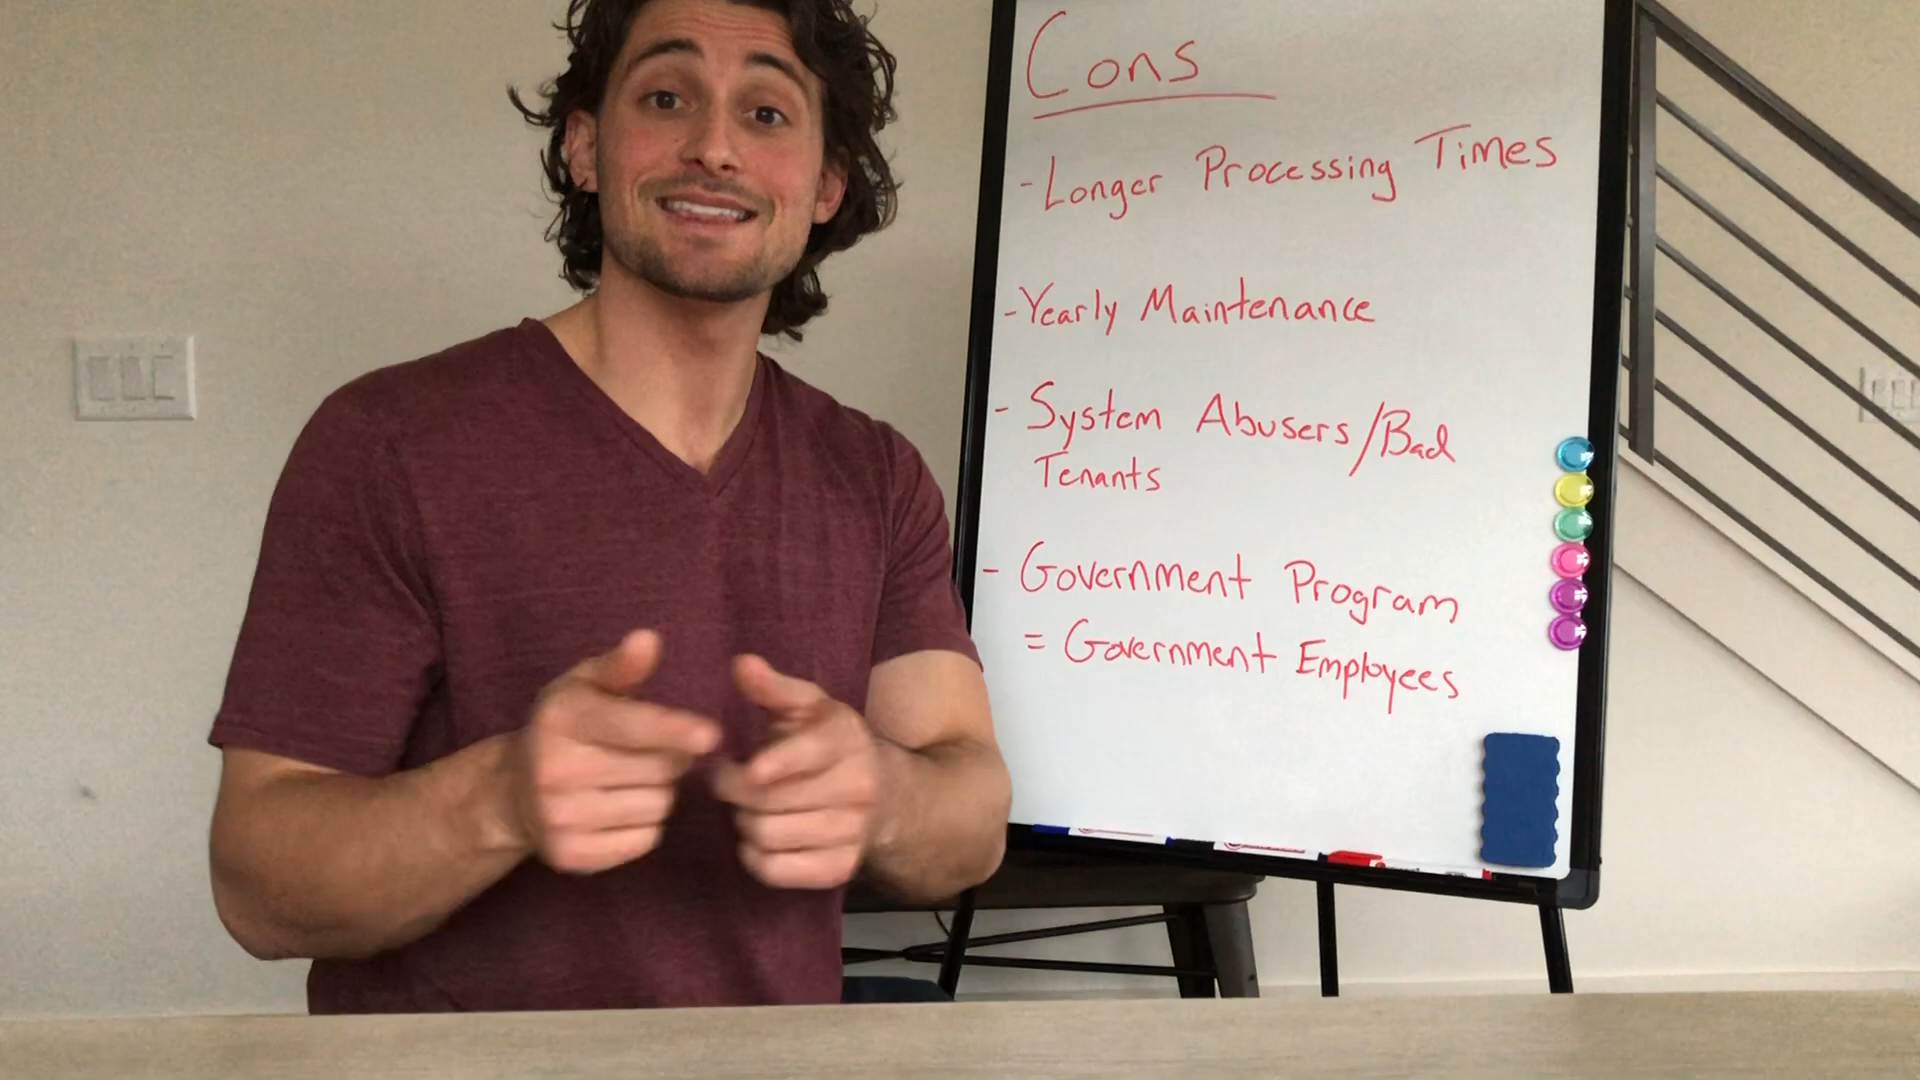 Cons
- Longer Processing Times
- Yearly Maintenance
- System Abusers/Bad
Tenants
- Government Program
= Government Employees